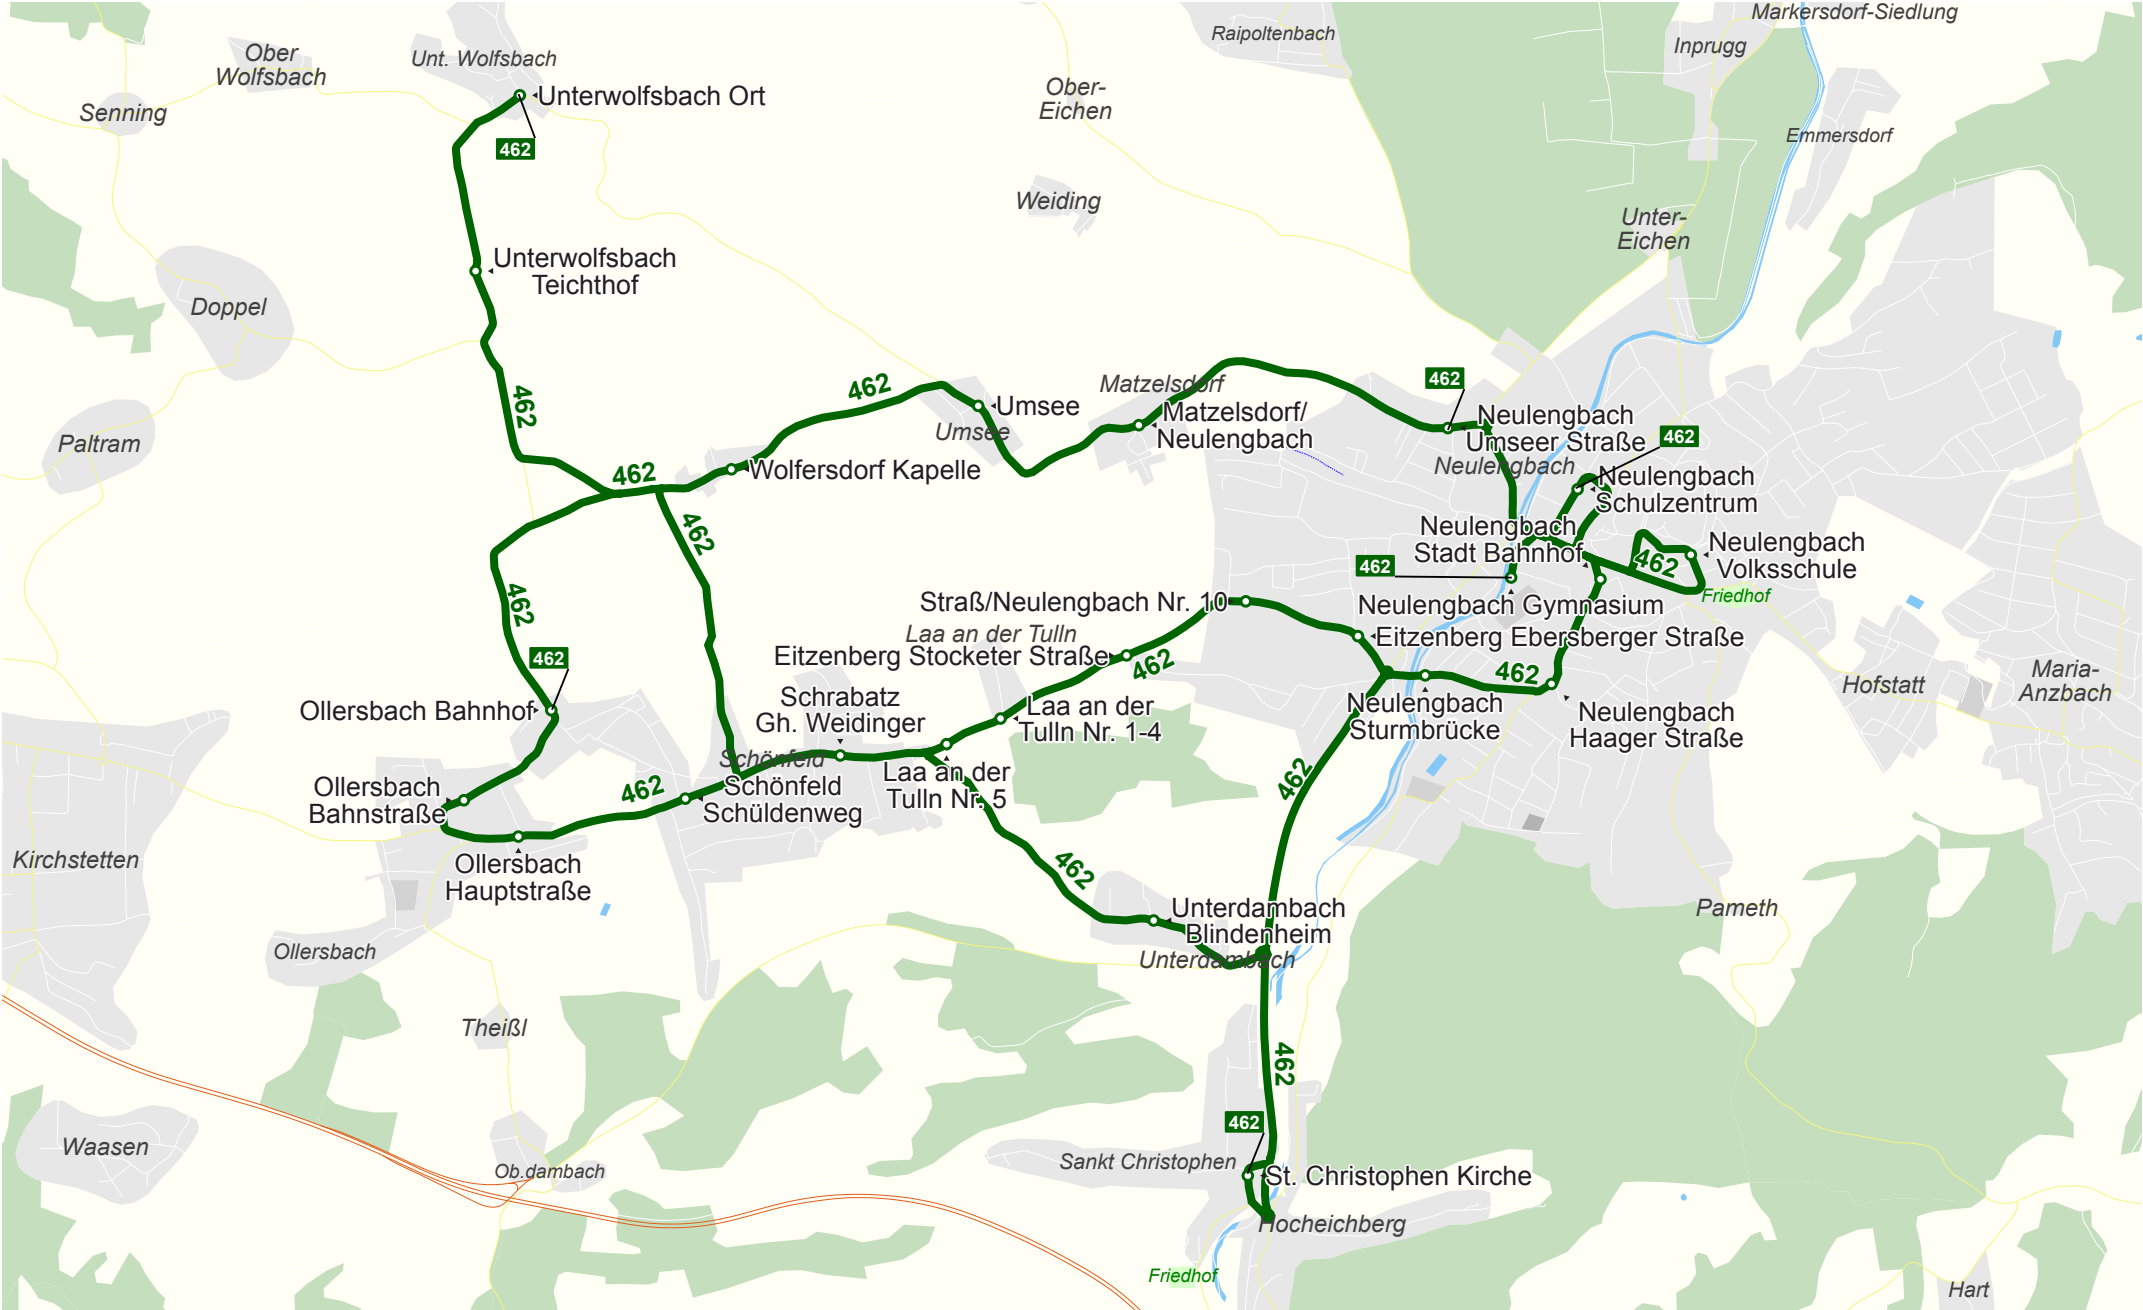 Markersdorf-Siedlung
Raipoltenbach
Inprugg
Ober
Wolfsbach
Unt. Wolfsbach
Senning
Unterwolfsbach Ort
Ober-
Eichen
Emmersdorf
462
Weiding
Unter-
Eichen
Unterwolfsbach
Teichthof
Doppel
462
462
462
Matzelsdorf
Umsee
Umsee
Matzelsdorf/
Neulengbach
Neulengbach
Umseer Straße
Neulengbach
462
Paltram
462
Wolfersdorf Kapelle
Neulengbach
Schulzentrum
462
Neulengbach
Stadt Bahnhof
Neulengbach
Volksschule
462
462
462
Friedhof
Straß/Neulengbach Nr. 10
Neulengbach Gymnasium
Laa an der Tulln
Eitzenberg Ebersberger Straße
Eitzenberg Stocketer Straße
462
462
462
Maria-
Anzbach
Hofstatt
Ollersbach Bahnhof
Schrabatz
Gh. Weidinger
Laa an der
Tulln Nr. 1-4
Neulengbach
Sturmbrücke
Neulengbach
Haager Straße
Schönfeld
Schönfeld
Schüldenweg
Laa an der
Tulln Nr. 5
462
462
Ollersbach
Bahnstraße
Kirchstetten
Ollersbach
Hauptstraße
462
Unterdambach
Blindenheim
Unterdambach
Pameth
Ollersbach
Theißl
462
462
Waasen
Ob.dambach
Sankt Christophen
St. Christophen Kirche
Hocheichberg
Friedhof
Hart